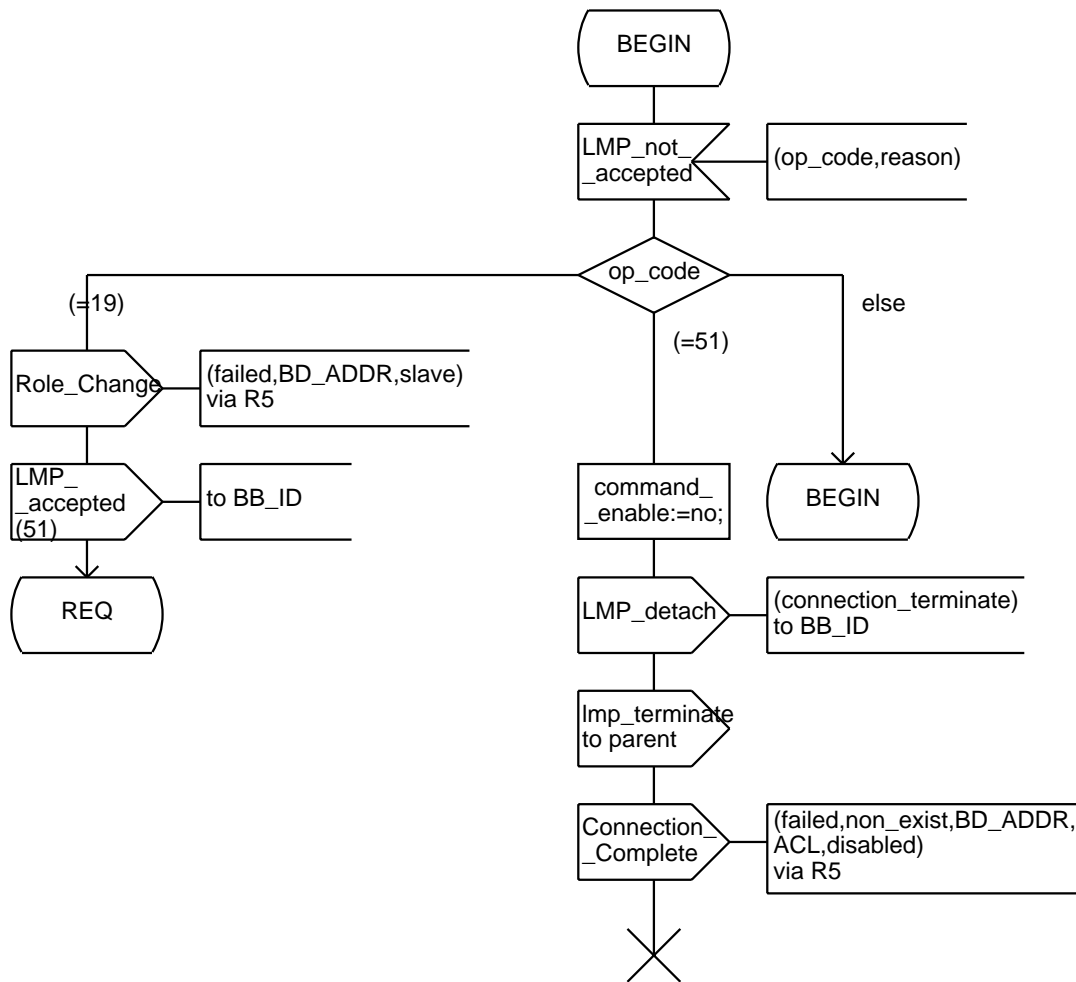 BEGIN
LMP_not_
_accepted
(op_code,reason)
op_code
(=19)
(=51)
else
Role_Change
(failed,BD_ADDR,slave)
via R5
LMP_
_accepted
(51)
to BB_ID
REQ
command_
_enable:=no;
BEGIN
LMP_detach
(connection_terminate)
to BB_ID
lmp_terminate
to parent
Connection_
_Complete
(failed,non_exist,BD_ADDR,
ACL,disabled)
via R5